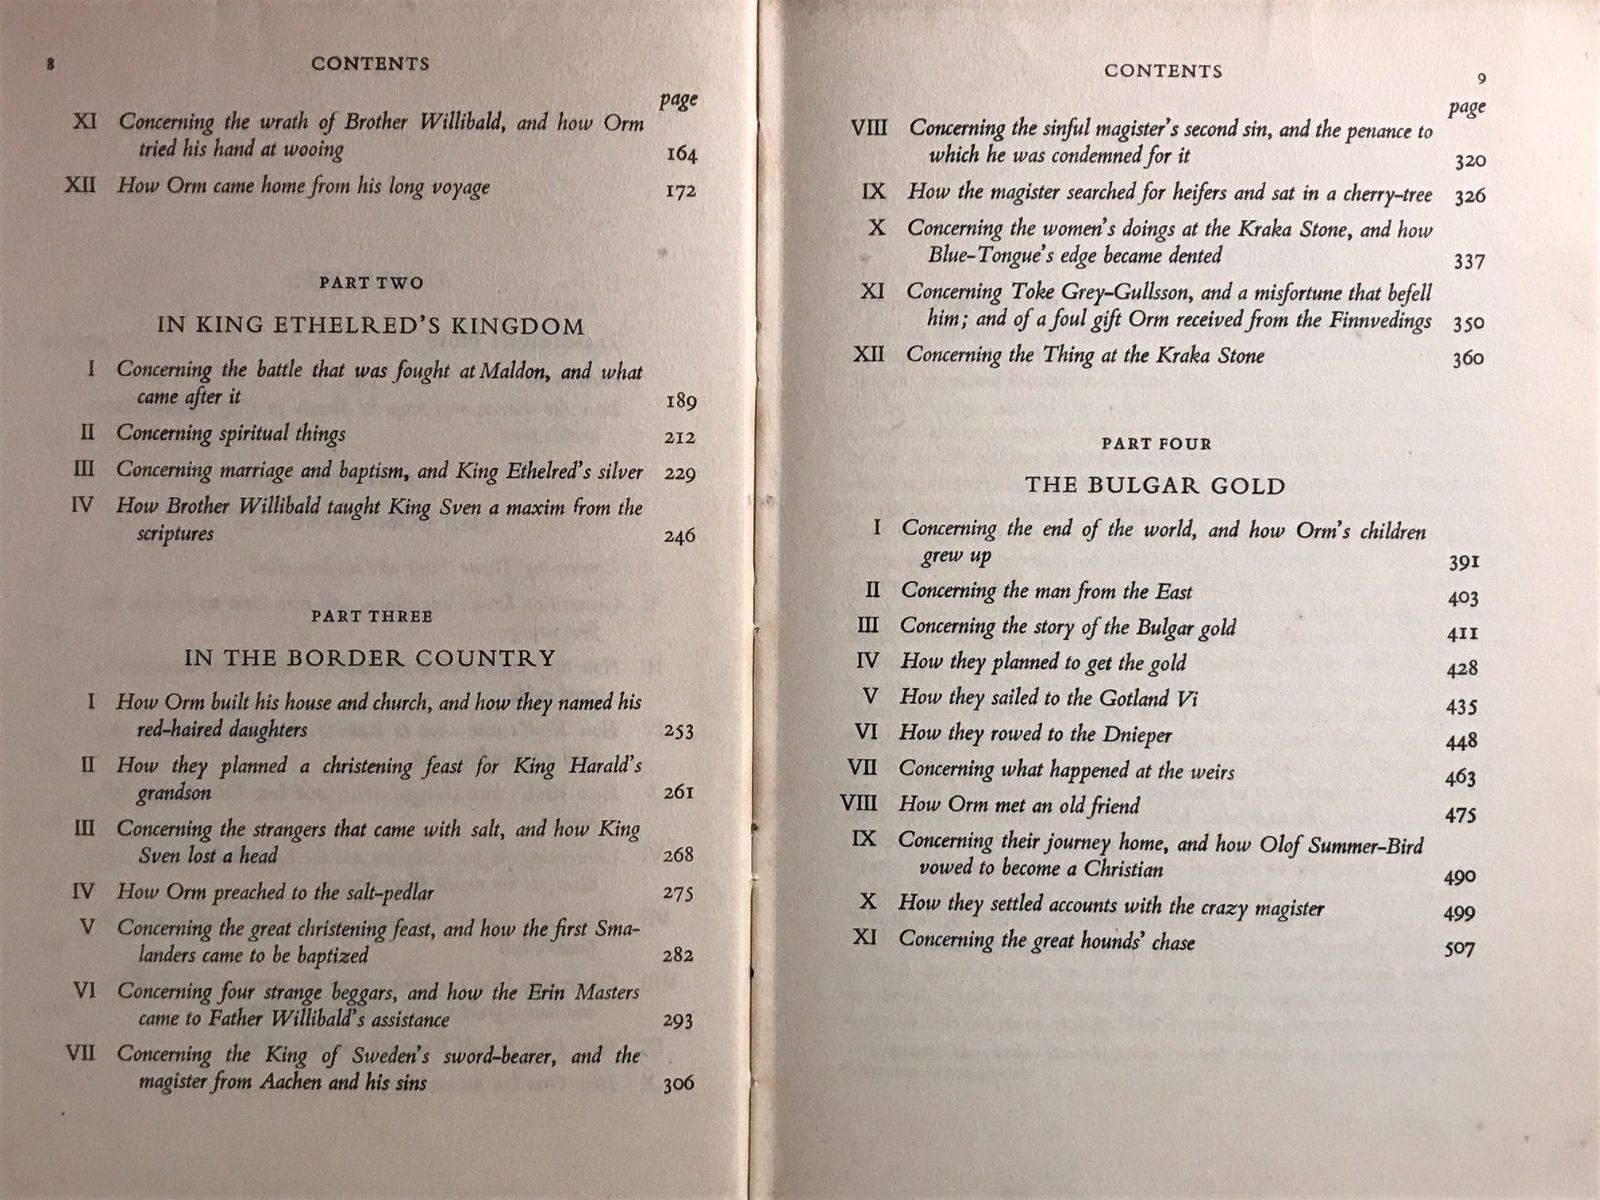 8 CONTENTS
page
XI Concerning the wrath of Brother Willibald, and how Orm
tried his hand at wooing 164
XII How Orm came home from his long voyage 172
PART TWO
IN KING ETHELRED'S KINGDOM
I Concerning the battle that was fought at Maldon, and what
came after it 189
II Concerning spiritual things 212
III Concerning marriage and baptism, and King Ethelred's silver 229
IV How Brother Willibald taught King Sven a maxim from the
scriptures 246
PART THREE
IN THE BORDER COUNTRY
I How Orm built his house and church, and how they named his
red-haired daughters 253
II How they planned a christening feast for King Harald's
grandson 261
III Concerning the strangers that came with salt, and how King
Sven lost a head 268
IV How Orm preached to the salt-pedlar 275
V Concerning the great christening feast, and how the first Sma-
landers came to be baptized 282
VI Concerning four strange beggars, and how the Erin Masters
came to Father Willibald's assistance 293
VII Concerning the King of Sweden's sword-bearer, and the
magister from Aachen and his sins 306
CONTENTS 9
page
VIII Concerning the sinful magister's second sin, and the penance to
which he was condemned for it 320
IX How the magister searched for heifers and sat in a cherry-tree 326
X Concerning the women's doings at the Kraka Stone, and how
Blue-Tongue's edge became dented 337
XI Concerning Toke Grey-Gullsson, and a misfortune that befell
him; and of a foul gift Orm received from the Finnvedings 350
XII Concerning the Thing at the Kraka Stone 360
PART FOUR
THE BULGAR GOLD
I Concerning the end of the world, and how Orm's children
grew up 391
II Concerning the man from the East 403
III Concerning the story of the Bulgar gold 411
IV How they planned to get the gold 428
V How they sailed to the Gotland Vi 435
VI How they rowed to the Dnieper 448
VII Concerning what happened at the weirs 463
VIII How Orm met an old friend 475
IX Concerning their journey home, and how Olof Summer-Bird
vowed to become a Christian 490
X How they settled accounts with the crazy magister 499
XI Concerning the great hounds' chase 507